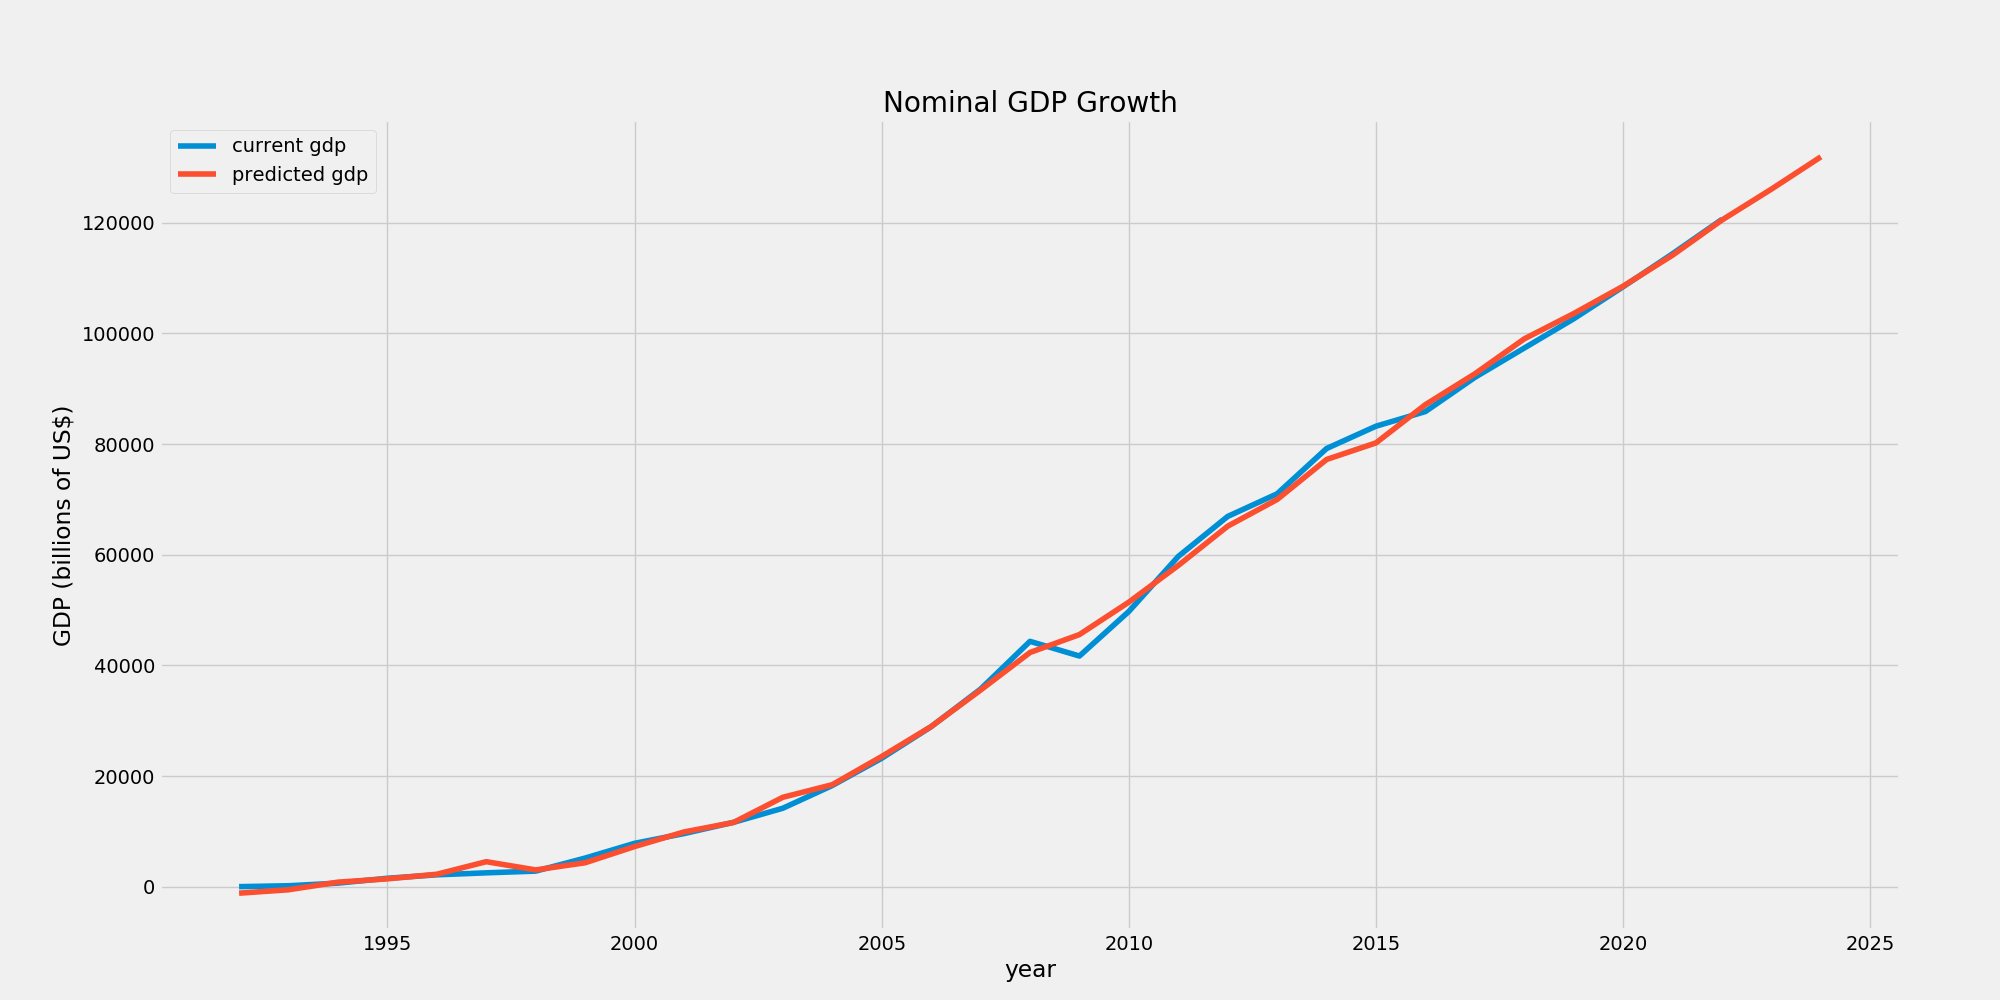 Nominal GDP Growth
current gdp
predicted gdp
120000
100000
80000
60000
40000
20000
0
GDP (billions of US$)
1995 2000 2005 2010 2015 2020 2025
year